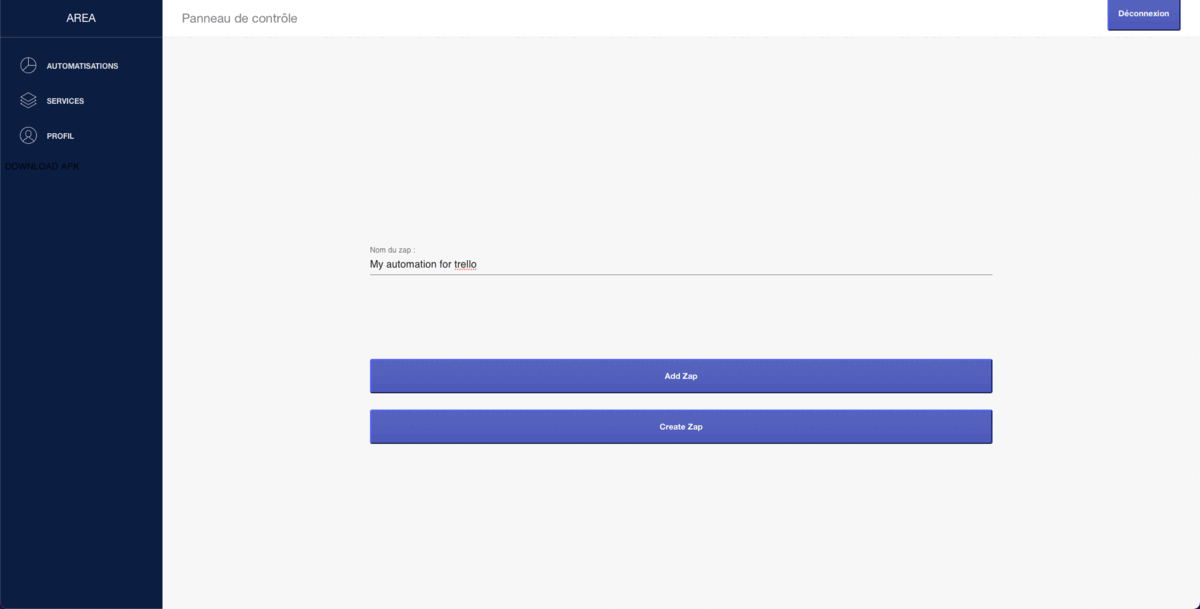 AREA
Panneau de contrôle
Déconnexion
AUTOMATISATIONS
SERVICES
PROFIL
DOWNLOAD APK
Nom du zap :
My automation for trello
Add Zap
Create Zap